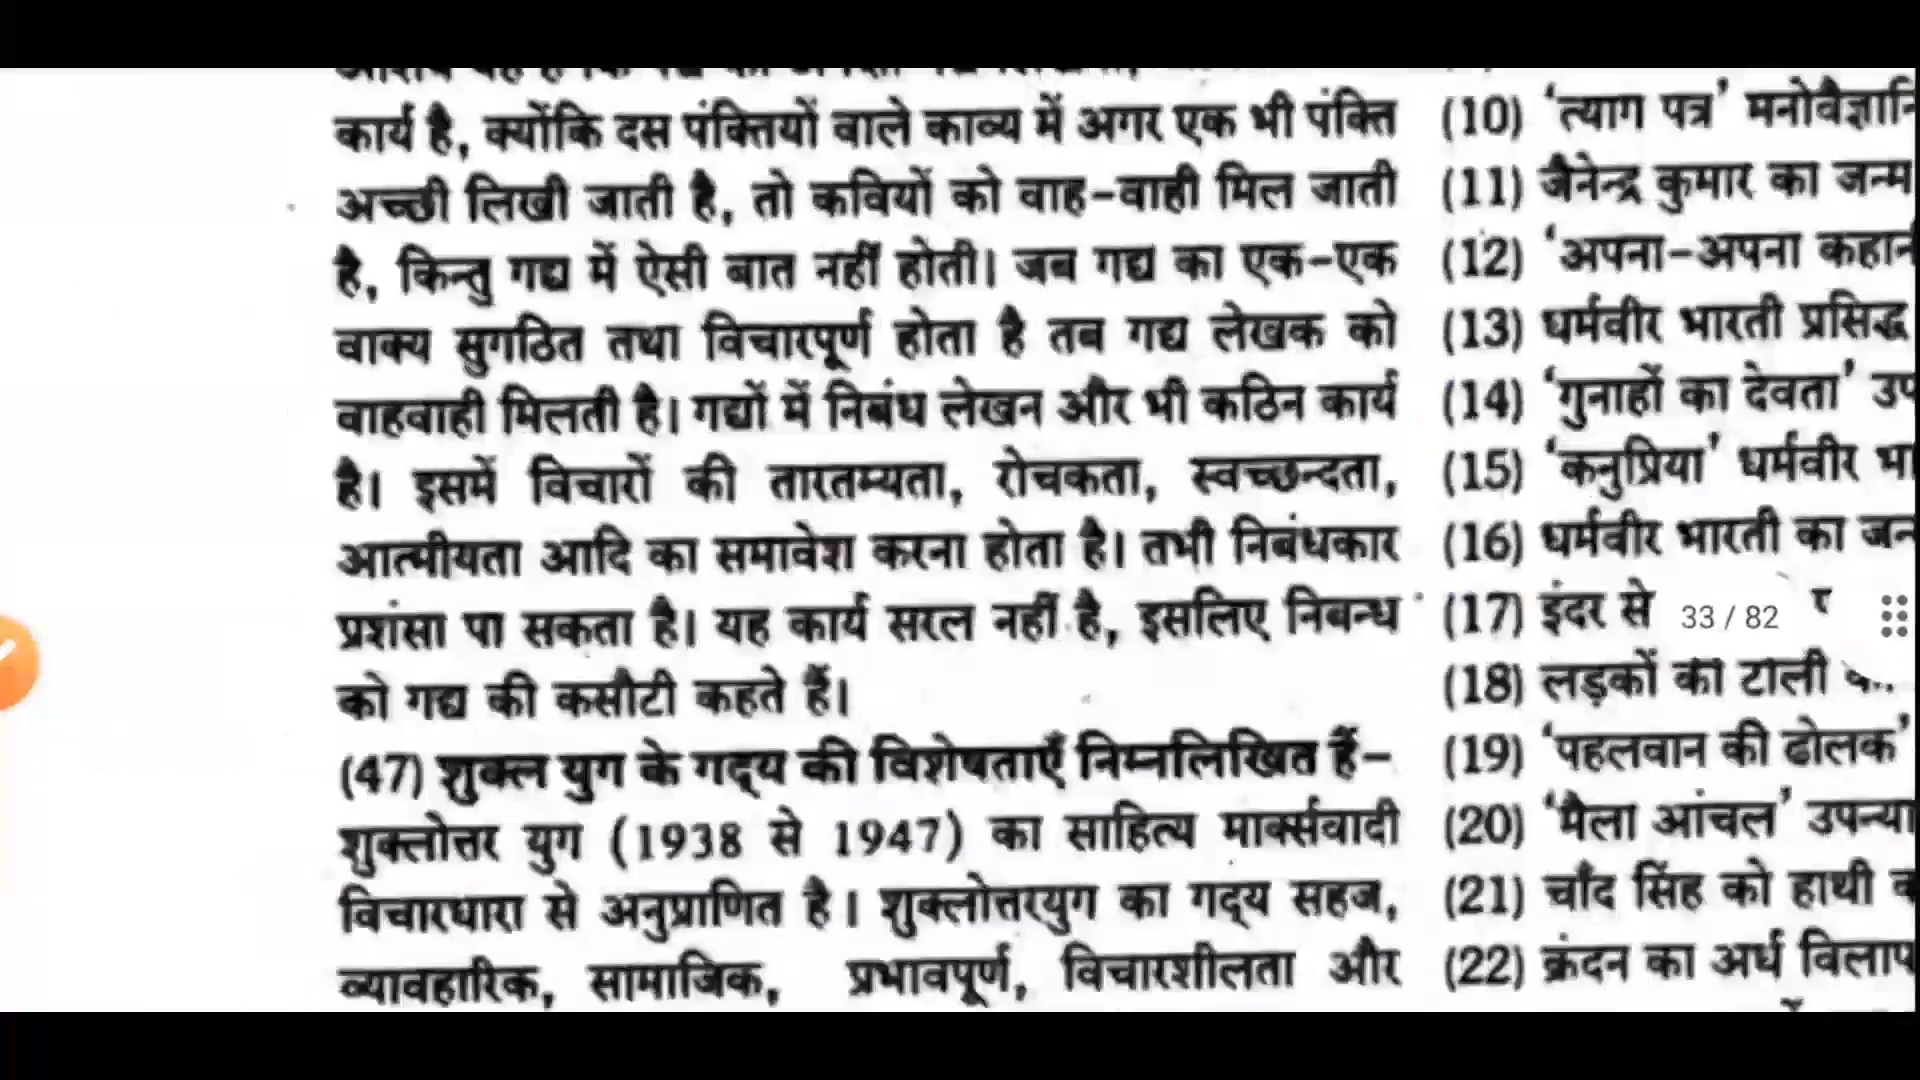 कार्य है, क्योंकि दस पंक्तियों वाले काव्य में अगर एक भी पंक्ति
अच्छी लिखी जाती है, तो कवियों को वाह-वाही मिल जाती
है, किन्तु गद्य में ऐसी बात नहीं होती। जब गद्य का एक-एक
वाक्य सुगठित तथा विचारपूर्ण होता है तब गद्य लेखक को
वाहवाही मिलती है। गद्यों में निबंध लेखन और भी कठिन कार्य
है। इसमें विचारों की तारतम्यता, रोचकता, स्वच्छन्दता,
आत्मीयता आदि का समावेश करना होता है। तभी निबंधकार
प्रशंसा पा सकता है। यह कार्य सरल नहीं है, इसलिए निबन्ध
को गद्य की कसौटी कहते हैं।
(47) शुक्ल युग के गद्य की विशेषताएँ निम्नलिखित हैं-
शुक्लोत्तर युग (1938 से 1947) का साहित्य मार्क्सवादी
विचारधारा से अनुप्राणित है। शुक्लोत्तरयुग का गद्य सहज,
व्यावहारिक, सामाजिक, प्रभावपूर्ण, विचारशीलता और
(10) 'त्याग पत्र'
(11) जैनेन्द्र कुमार का जन्म
(12) 'अपना-अपना
(13) धर्मवीर भारती प्रसिद्ध
(14) 'गुनाहों का देवता'
(15) 'कनुप्रिया' धर्मवीर
(16) धर्मवीर भारती का
(17) इंदर से
33 / 82
(18) लड़कों की टोली
(19) 'पहलवान की ढोलक'
(20) 'मैला आंचल'
(21) चाँद सिंह को हाथी
(22) क्रंदन का अर्थ